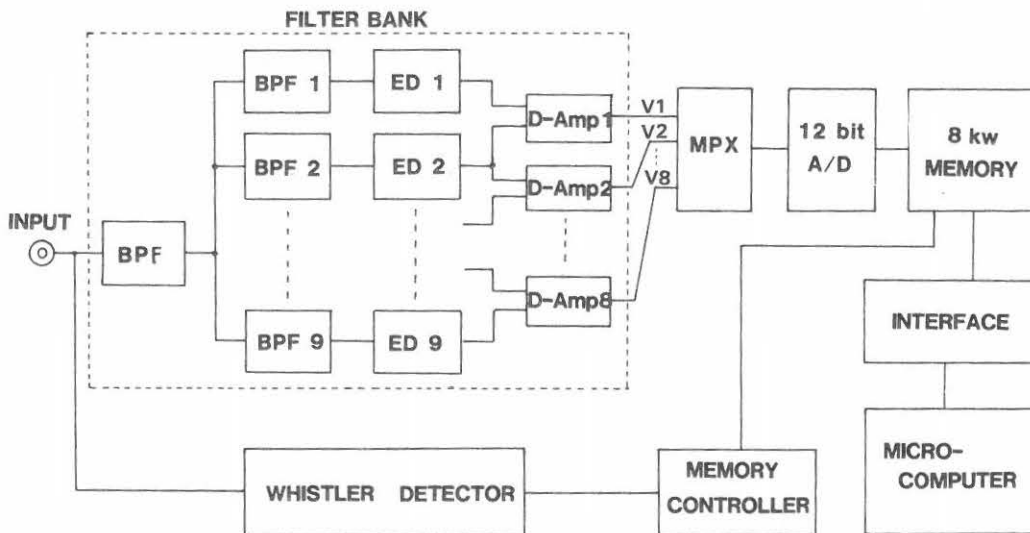 FILTER BANK
BPF 1
ED 1
D-Amp1
V1
MPX
12 bit
A/D
8 kw
MEMORY
BPF 2
ED 2
D-Amp2
V2
V8
INPUT
BPF
D-Amp8
BPF 9
ED 9
INTERFACE
WHISTLER DETECTOR
MEMORY
CONTROLLER
MICRO-
COMPUTER